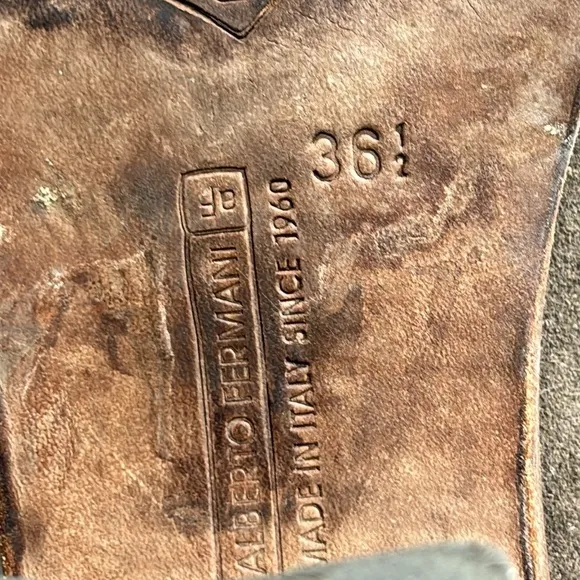 36½
ALBERTO FERMANI
MADE IN ITALY SINCE 1960